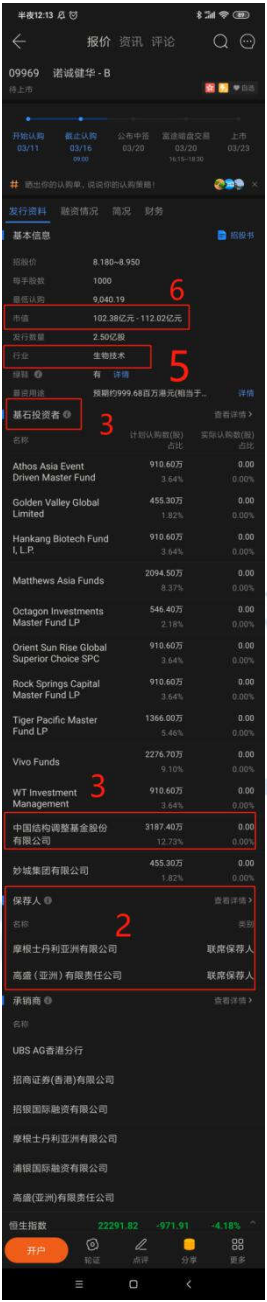 半夜12:13
报价 资讯 评论
09969 诺诚健华-B
待上市
自选
开始认购 截止认购 公布中签 富途暗盘交易 上市
03/11 03/16 03/20 03/20 03/23
09:00 16:15~18:30
# 晒出你的认购单,说说你的认购策略!
发行资料 融资情况 简况 财务
基本信息 招股书
招股价 8.180~8.950
每手股数 1000
最低认购 9,040.19
6
市值 102.38亿元 - 112.02亿元
发行数量 2.50亿股
行业 生物技术
5
绿鞋 有 详情
募资用途 预期约999.68百万港元(相当于... 详情
基石投资者 查看详情>
3
名称 计划认购数(股) 实际认购数(股)
占比 占比
Athos Asia Event 910.60万 0.00
Driven Master Fund 3.64% 0.00%
Golden Valley Global 455.30万 0.00
Limited 1.82% 0.00%
Hankang Biotech Fund 910.60万 0.00
I, L.P. 3.64% 0.00%
Matthews Asia Funds 2094.50万 0.00
8.37% 0.00%
Octagon Investments 546.40万 0.00
Master Fund LP 2.18% 0.00%
Orient Sun Rise Global 910.60万 0.00
Superior Choice SPC 3.64% 0.00%
Rock Springs Capital 910.60万 0.00
Master Fund LP 3.64% 0.00%
Tiger Pacific Master 1366.00万 0.00
Fund LP 5.46% 0.00%
Vivo Funds 2276.70万 0.00
9.10% 0.00%
WT Investment 910.60万 0.00
Management 3.64% 0.00%
3
中国结构调整基金股份 3187.40万 0.00
有限公司 12.73% 0.00%
妙城集团有限公司 455.30万 0.00
1.82% 0.00%
保荐人 查看详情>
名称 类别
2
摩根士丹利亚洲有限公司 联席保荐人
高盛(亚洲)有限责任公司 联席保荐人
承销商 查看详情>
名称
UBS AG香港分行
招商证券(香港)有限公司
招银国际融资有限公司
摩根士丹利亚洲有限公司
浦银国际融资有限公司
高盛(亚洲)有限责任公司
恒生指数 22291.82 -971.91 -4.18%
开户 轮证 点评 分享 更多